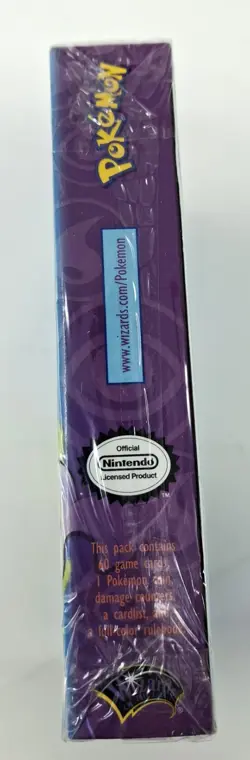 POKéMON
www.wizards.com/Pokemon
Official
Nintendo
Licensed Product
TM
This pack contains
60 game cards,
1 Pokémon coin,
damage counters,
a cardlist, and
a full-color rulebook.